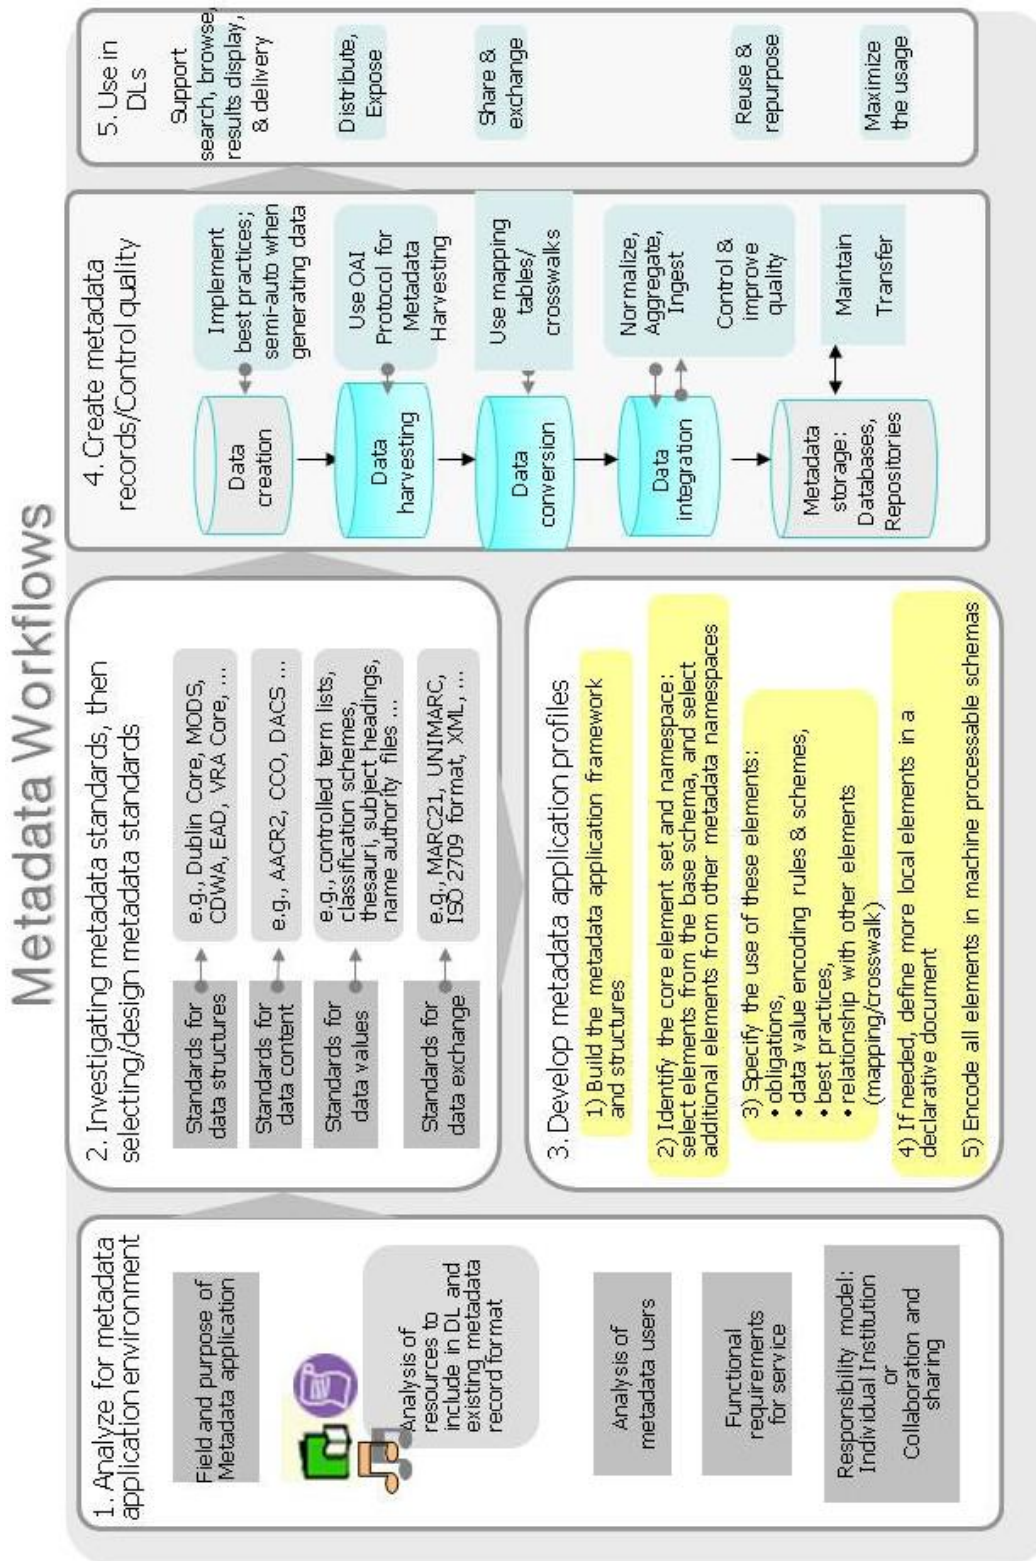 Metadata Workflows
1. Analyze for metadata
application environment
Field and purpose of
Metadata application
Analysis of
resources to
include in DL and
existing metadata
record format
Analysis of
metadata users
Functional
requirements
for service
Responsibility model:
Individual Institution
or
Collaboration and
sharing
2. Investigating metadata standards, then
selecting/design metadata standards
Standards for
data structures
e.g., Dublin Core, MODS,
CDWA, EAD, VRA Core, ...
Standards for
data content
e.g., AACR2, CCO, DACS ...
Standards for
data values
e.g., controlled term lists,
classification schemes,
thesauri, subject headings,
name authority files ...
Standards for
data exchange
e.g., MARC21, UNIMARC,
ISO 2709 format, XML, ...
3. Develop metadata application profiles
1) Build the metadata application framework
and structures
2) Identify the core element set and namespace:
select elements from the base schema, and select
additional elements from other metadata namespaces
3) Specify the use of these elements:
• obligations,
• data value encoding rules & schemes,
• best practices,
• relationship with other elements
(mapping/crosswalk)
4) If needed, define more local elements in a
declarative document
5) Encode all elements in machine processable schemas
4. Create metadata
records/Control quality
Data
creation
Implement
best practices;
semi-auto when
generating data
Data
harvesting
Use OAI
Protocol for
Metadata
Harvesting
Data
conversion
Use mapping
tables/
crosswalks
Data
integration
Normalize,
Aggregate,
Ingest
Control &
improve
quality
Metadata
storage:
Databases,
Repositories
Maintain
Transfer
5. Use in
DLs
Support
search, browse,
results display,
& delivery
Distribute,
Expose
Share &
exchange
Reuse &
repurpose
Maximize
the usage